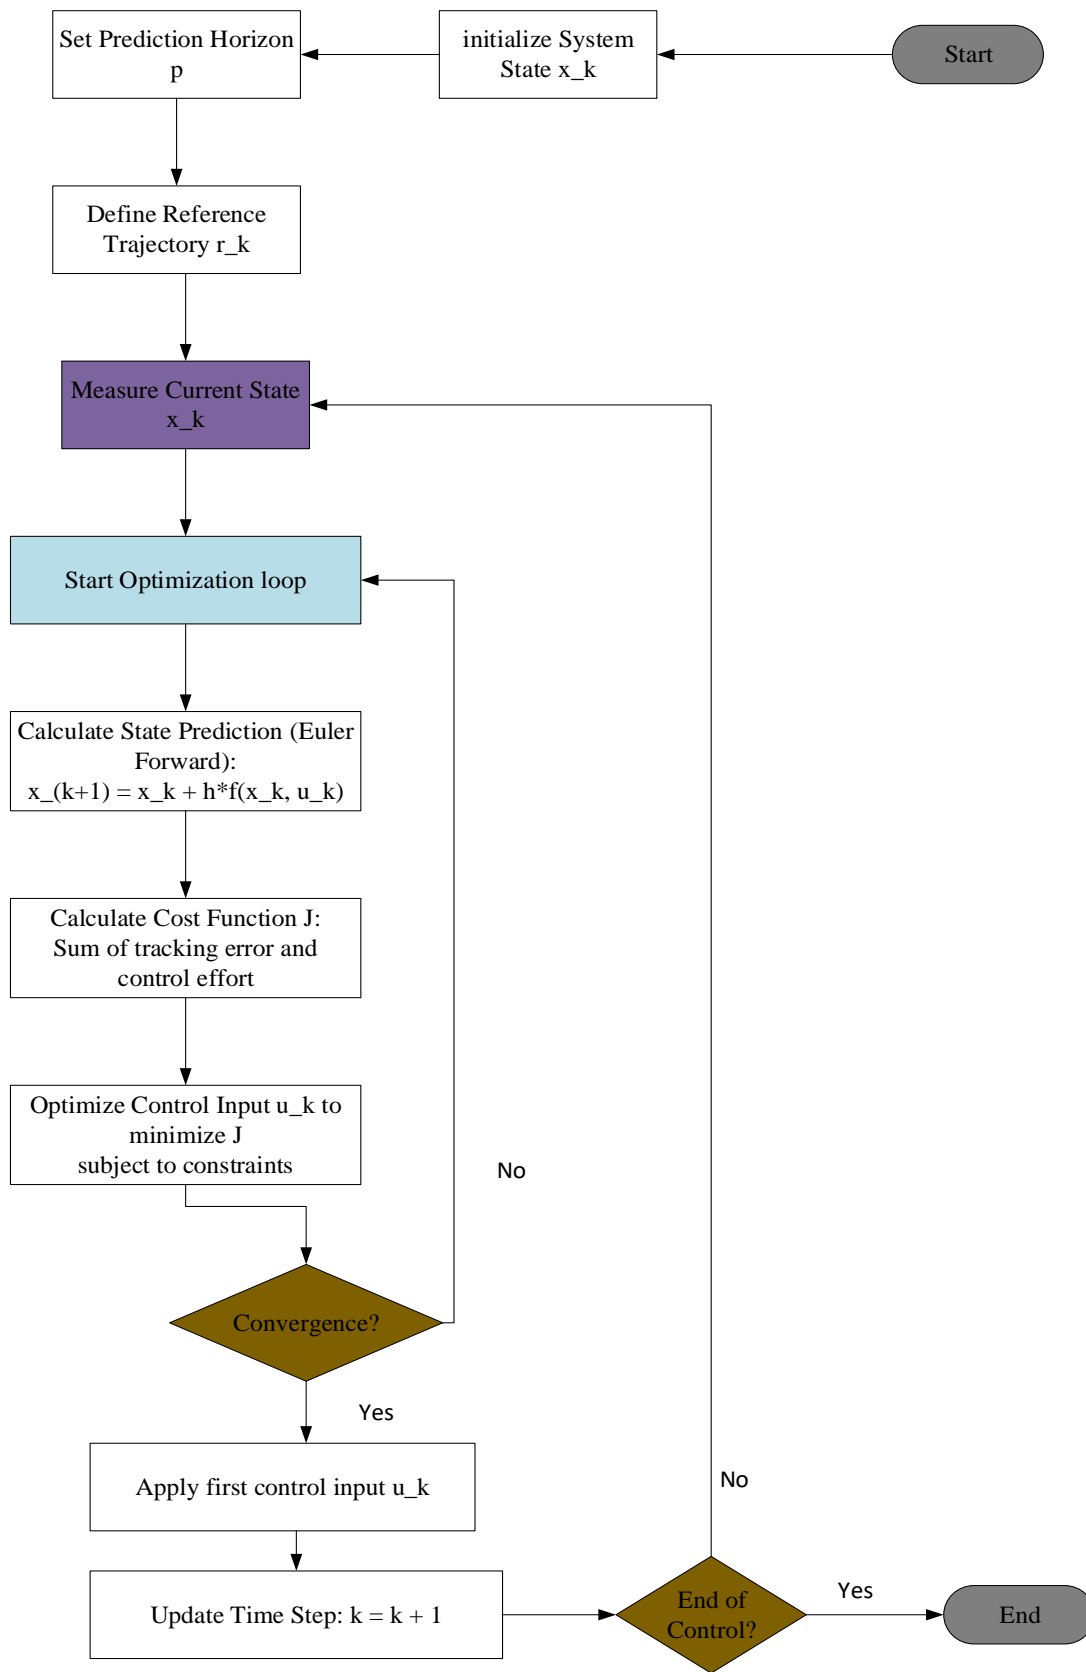 Start
initialize System
State x_k
Set Prediction Horizon
p
Define Reference
Trajectory r_k
Measure Current State
x_k
Start Optimization loop
Calculate State Prediction (Euler
Forward):
x_(k+1) = x_k + h*f(x_k, u_k)
Calculate Cost Function J:
Sum of tracking error and
control effort
Optimize Control Input u_k to
minimize J
subject to constraints
No
Convergence?
Yes
Apply first control input u_k
Update Time Step: k = k + 1
No
End of
Control?
Yes
End